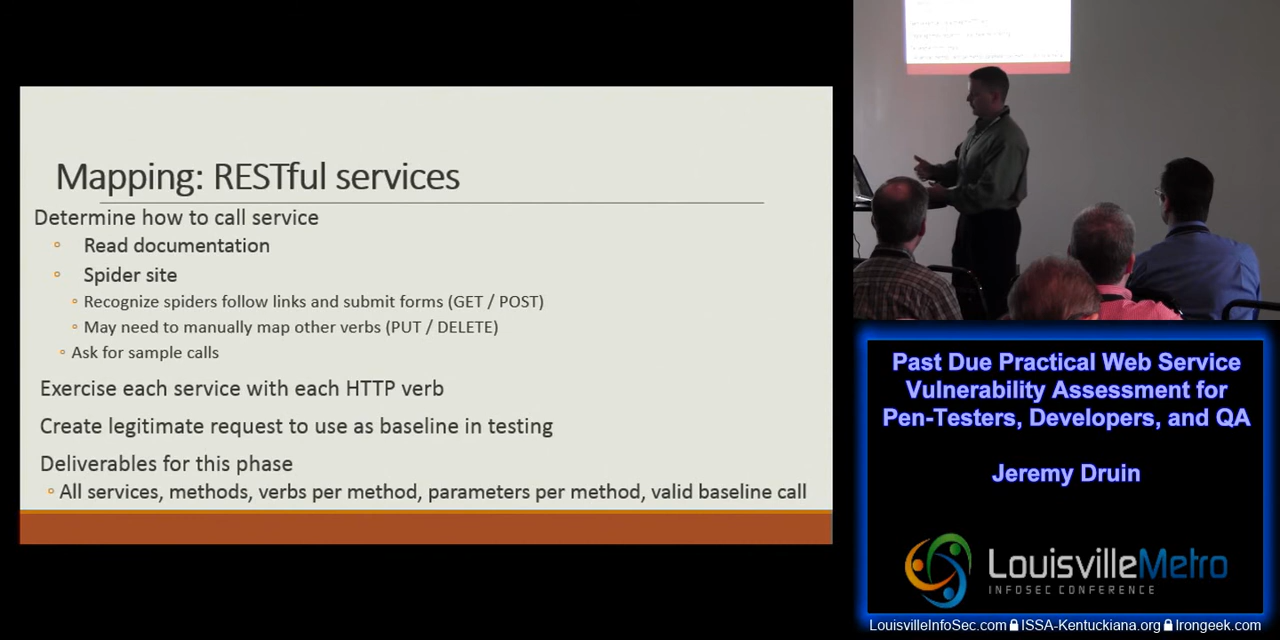 Mapping: RESTful services
Determine how to call service
Read documentation
Spider site
Recognize spiders follow links and submit forms (GET / POST)
May need to manually map other verbs (PUT / DELETE)
Ask for sample calls
Exercise each service with each HTTP verb
Create legitimate request to use as baseline in testing
Deliverables for this phase
All services, methods, verbs per method, parameters per method, valid baseline call
Past Due Practical Web Service
Vulnerability Assessment for
Pen-Testers, Developers, and QA
Jeremy Druin
LouisvilleMetro
INFOSEC CONFERENCE
LouisvilleInfoSec.com ISSA-Kentuckiana.org Irongeek.com